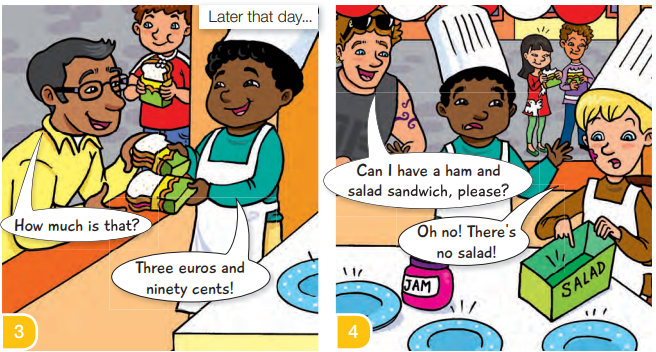 Later that day...
How much is that?
Three euros and
ninety cents!
3
Can I have a ham and
salad sandwich, please?
Oh no! There's
no salad!
JAM
SALAD
4